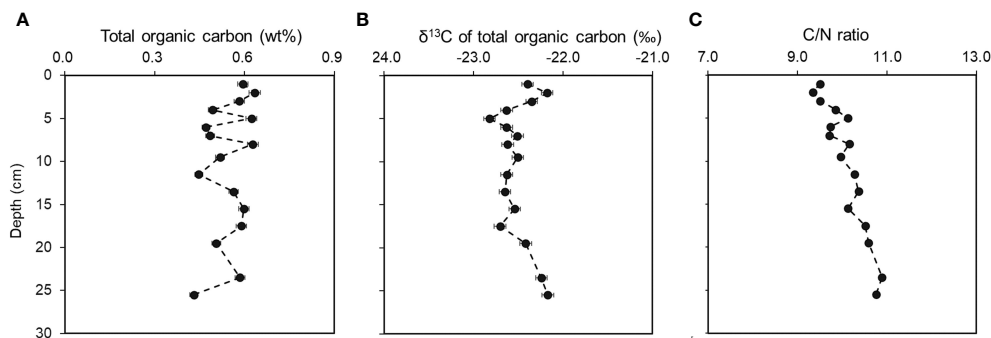 A
Total organic carbon (wt%)
0.0 0.3 0.6 0.9
0
5
10
15
20
25
30
Depth (cm)
B
δ¹³C of total organic carbon (‰)
24.0 -23.0 -22.0 -21.0
C
C/N ratio
7.0 9.0 11.0 13.0